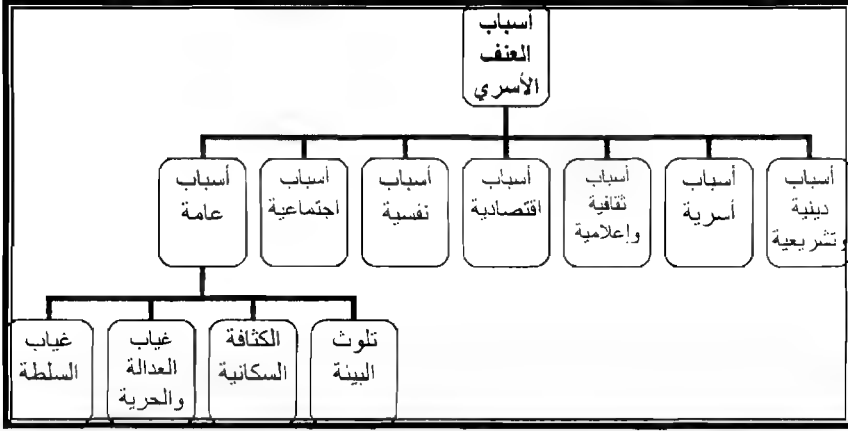 أسباب
العنف
الأسري
أسباب
دينية
وتشريعية
أسباب
أسرية
أسباب
ثقافية
وإعلامية
أسباب
اقتصادية
أسباب
نفسية
أسباب
اجتماعية
أسباب
عامة
تلوث
البيئة
الكثافة
السكانية
غياب
العدالة
والحرية
غياب
السلطة